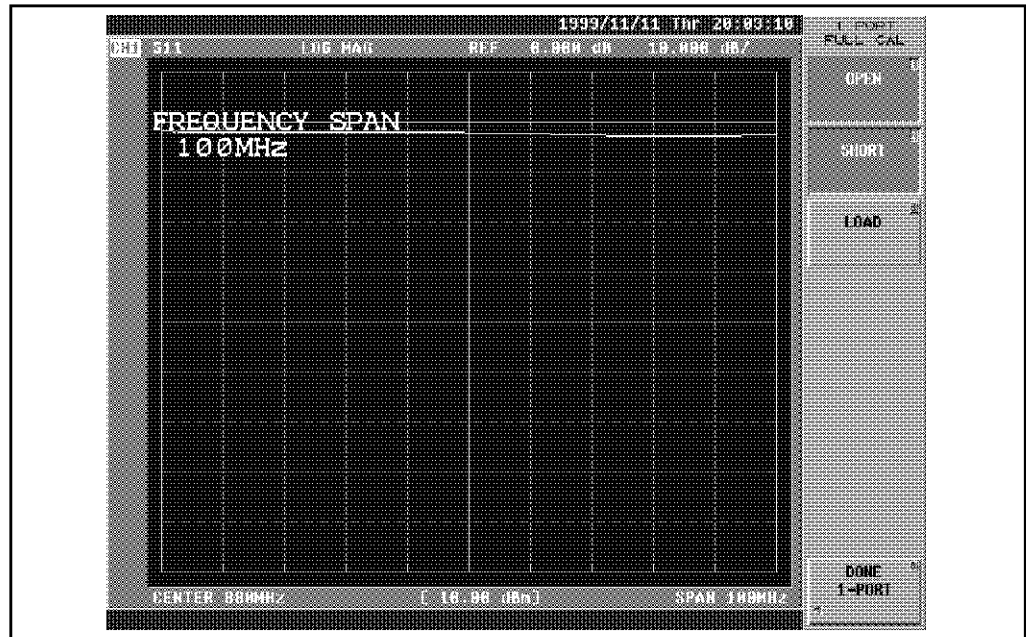 1999/11/11 Thr 20:03:10
CH1 S11 LOG MAG REF 0.000 dB 10.000 dB/
FREQUENCY SPAN
100MHz
CENTER 880MHz [ 10.00 dBm] SPAN 100MHz
1-PORT
FULL CAL
OPEN
SHORT
LOAD
DONE
1-PORT